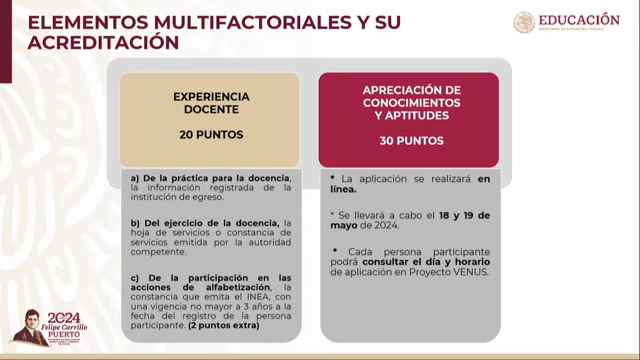 ELEMENTOS MULTIFACTORIALES Y SU
ACREDITACIÓN
EDUCACIÓN
SECRETARÍA DE EDUCACIÓN PÚBLICA
EXPERIENCIA
DOCENTE
20 PUNTOS
a) De la práctica para la docencia,
la información registrada de la
institución de egreso.
b) Del ejercicio de la docencia, la
hoja de servicios o constancia de
servicios emitida por la autoridad
competente.
c) De la participación en las
acciones de alfabetización, la
constancia que emita el INEA, con
una vigencia no mayor a 3 años a la
fecha del registro de la persona
participante. (2 puntos extra)
APRECIACIÓN DE
CONOCIMIENTOS
Y APTITUDES
30 PUNTOS
* La aplicación se realizará en
línea.
* Se llevará a cabo el 18 y 19 de
mayo de 2024.
* Cada persona participante
podrá consultar el día y horario
de aplicación en Proyecto VENUS.
2024
Felipe Carrillo
PUERTO